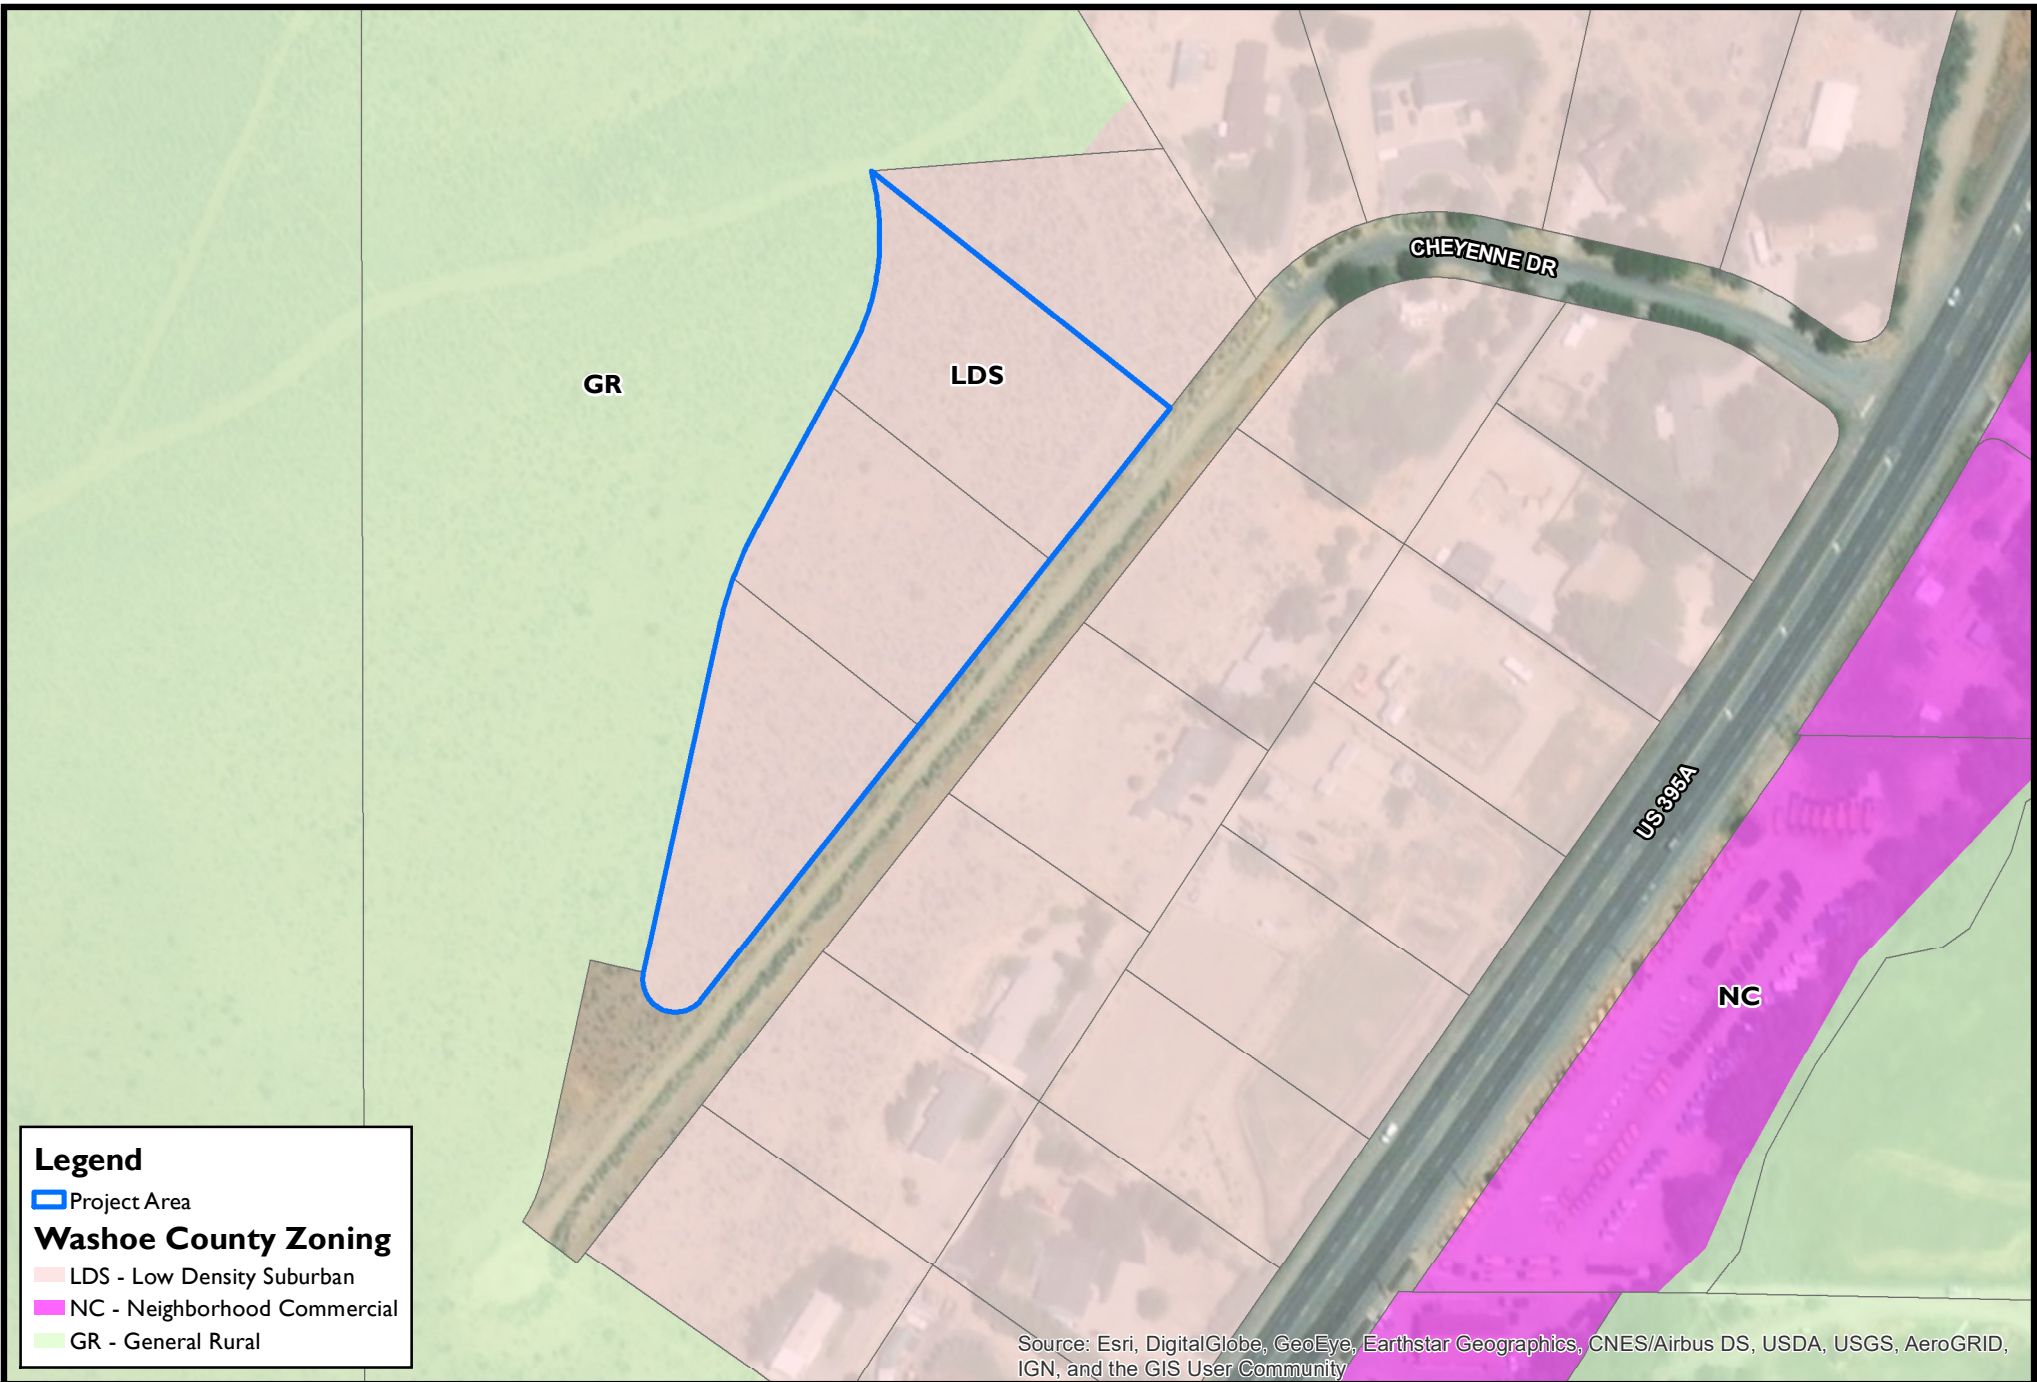 CHEYENNE DR
LDS
GR
US 395A
NC
Legend
Project Area
Washoe County Zoning
LDS - Low Density Suburban
NC - Neighborhood Commercial
GR - General Rural
Source: Esri, DigitalGlobe, GeoEye, Earthstar Geographics, CNES/Airbus DS, USDA, USGS, AeroGRID,
IGN, and the GIS User Community